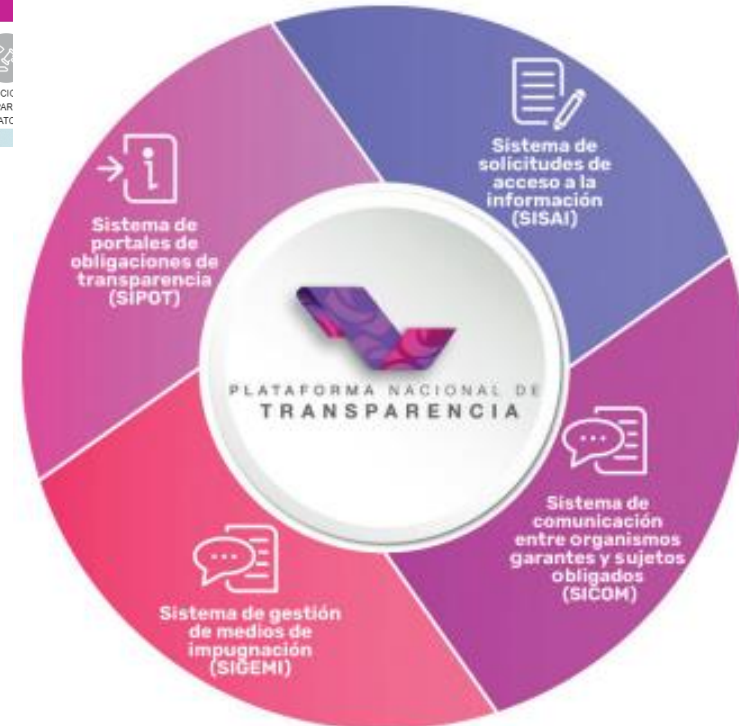 Sistema de
solicitudes de
acceso a la
información
(SISAI)
Sistema de
portales de
obligaciones de
transparencia
(SIPOT)
PLATAFORMA NACIONAL DE
TRANSPARENCIA
Sistema de
comunicación
entre organismos
garantes y sujetos
obligados
(SICOM)
Sistema de gestión
de medios de
impugnación
(SIGEMI)